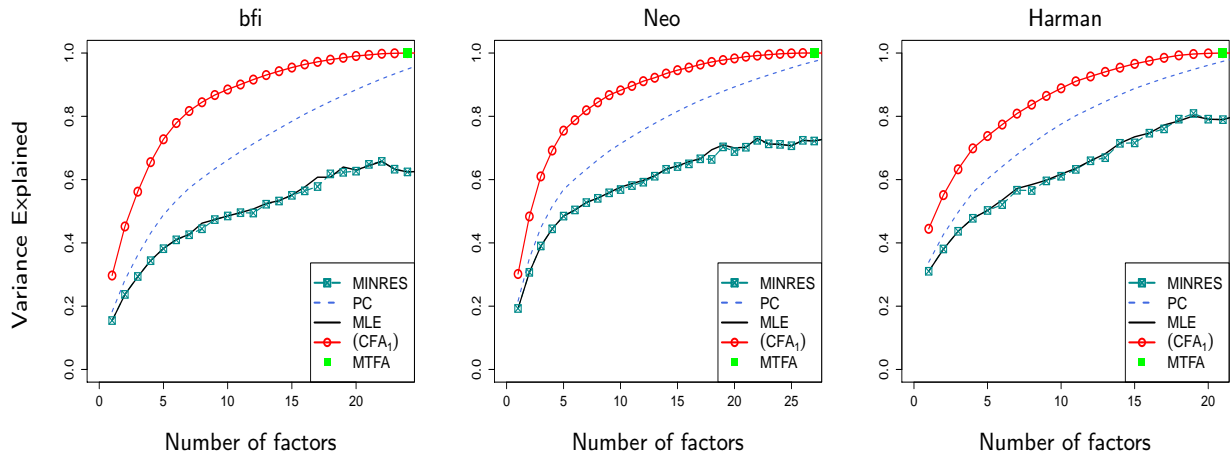 bfi
Neo
Harman
Variance Explained
0.0 0.2 0.4 0.6 0.8 1.0
0 5 10 15 20
Number of factors
MINRES
PC
MLE
(CFA₁)
MTFA
0.0 0.2 0.4 0.6 0.8 1.0
0 5 10 15 20 25
Number of factors
MINRES
PC
MLE
(CFA₁)
MTFA
0.0 0.2 0.4 0.6 0.8 1.0
0 5 10 15 20
Number of factors
MINRES
PC
MLE
(CFA₁)
MTFA